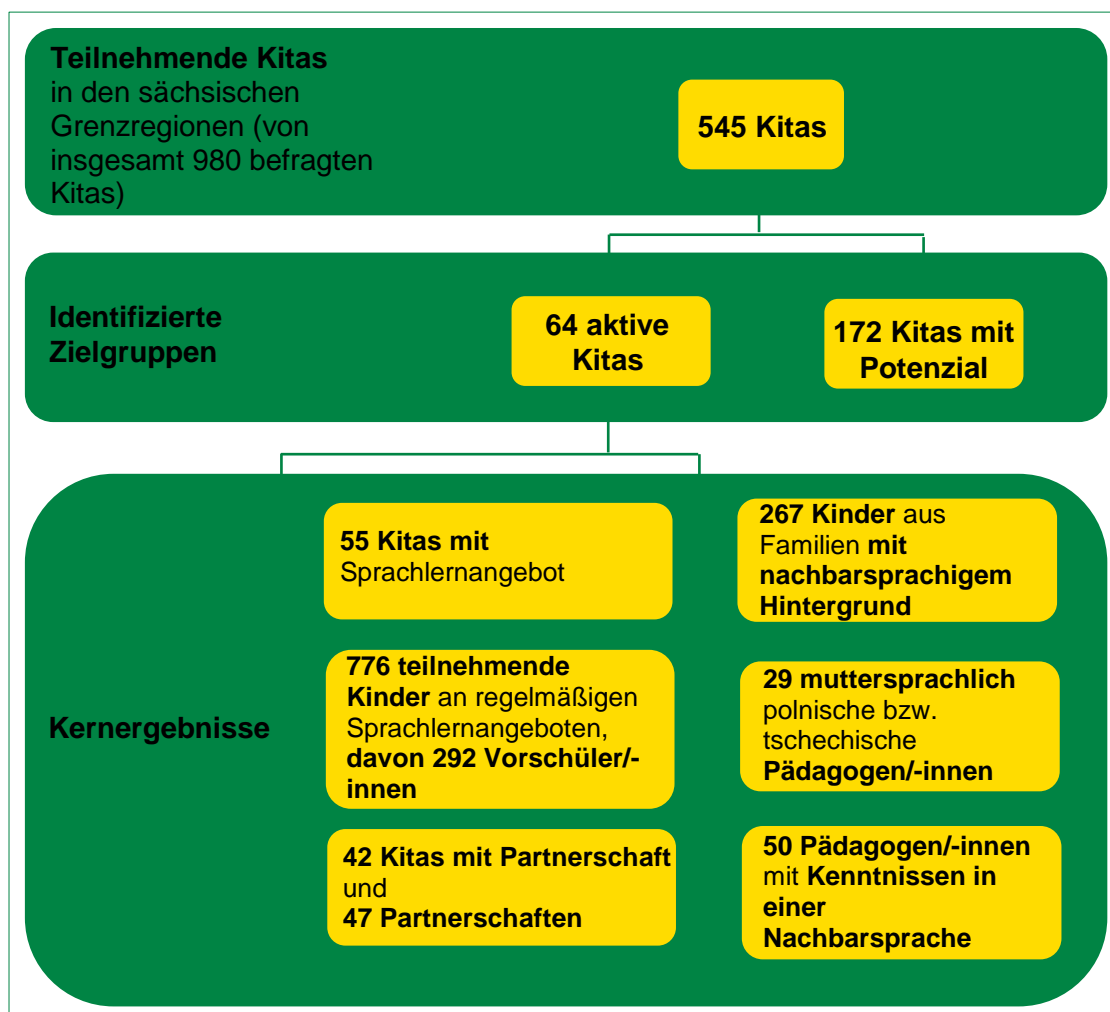 Teilnehmende Kitas
in den sächsischen
Grenzregionen (von
insgesamt 980 befragten
Kitas)
545 Kitas
Identifizierte
Zielgruppen
64 aktive
Kitas
172 Kitas mit
Potenzial
Kernergebnisse
55 Kitas mit
Sprachlernangebot
267 Kinder aus
Familien mit
nachbarsprachigem
Hintergrund
776 teilnehmende
Kinder an regelmäßigen
Sprachlernangeboten,
davon 292 Vorschüler/-
innen
29 muttersprachlich
polnische bzw.
tschechische
Pädagogen/-innen
42 Kitas mit Partnerschaft
und
47 Partnerschaften
50 Pädagogen/-innen
mit Kenntnissen in
einer
Nachbarsprache